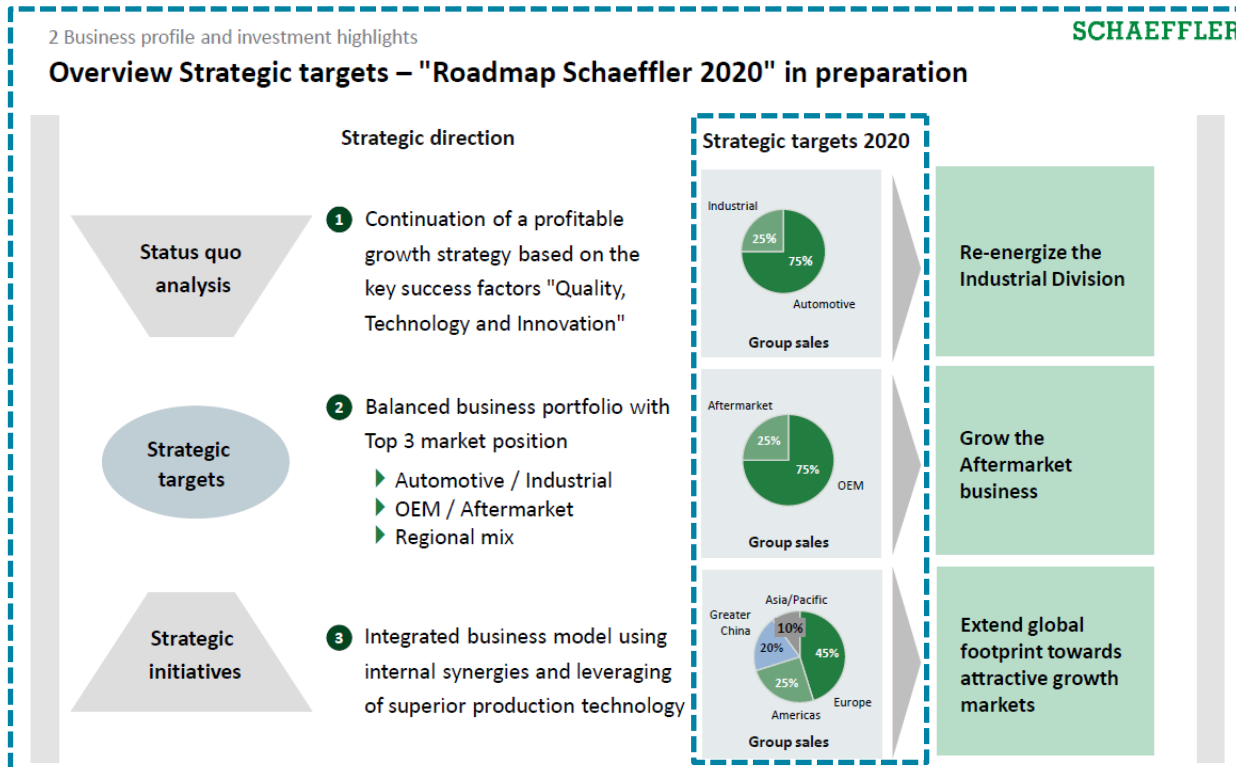 2 Business profile and investment highlights
SCHAEFFLER
Overview Strategic targets – "Roadmap Schaeffler 2020" in preparation
Strategic direction
Strategic targets 2020
Status quo
analysis
1 Continuation of a profitable
growth strategy based on the
key success factors "Quality,
Technology and Innovation"
Industrial
25%
75%
Automotive
Group sales
Re-energize the
Industrial Division
Strategic
targets
2 Balanced business portfolio with
Top 3 market position
Automotive / Industrial
OEM / Aftermarket
Regional mix
Aftermarket
25%
75%
OEM
Group sales
Grow the
Aftermarket
business
Strategic
initiatives
3 Integrated business model using
internal synergies and leveraging
of superior production technology
Asia/Pacific
Greater
China
10%
20%
45%
25%
Europe
Americas
Group sales
Extend global
footprint towards
attractive growth
markets